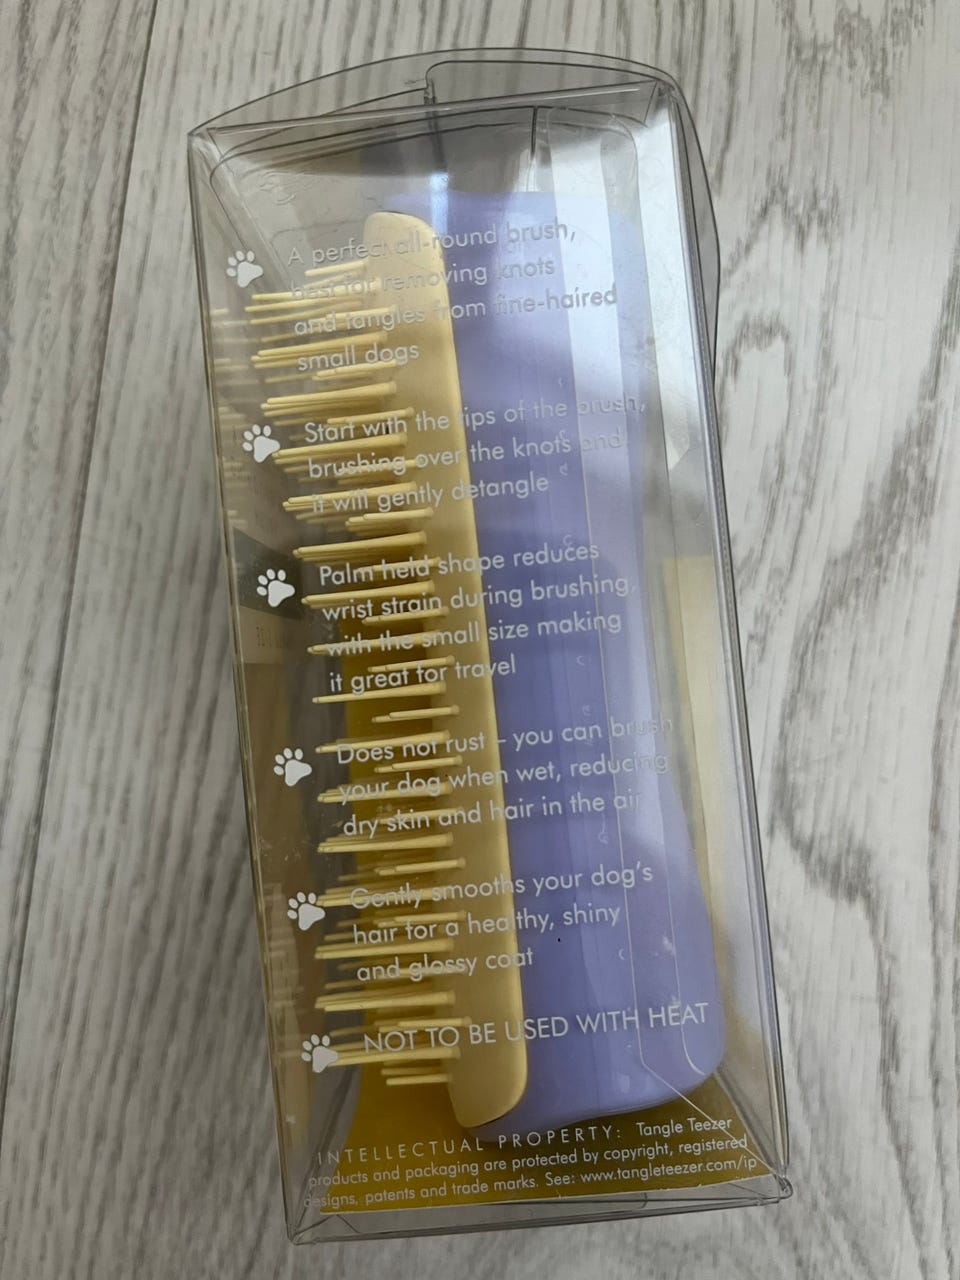 A perfect all-round brush,
best for removing knots
and tangles from fine-haired
small dogs
Start with the tips of the brush,
brushing over the knots and
it will gently detangle
Palm held shape reduces
wrist strain during brushing,
with the small size making
it great for travel
Does not rust – you can brush
your dog when wet, reducing
dry skin and hair in the air
Gently smooths your dog's
hair for a healthy, shiny
and glossy coat
NOT TO BE USED WITH HEAT
INTELLECTUAL PROPERTY: Tangle Teezer
products and packaging are protected by copyright, registered
designs, patents and trade marks. See: www.tangleteezer.com/ip